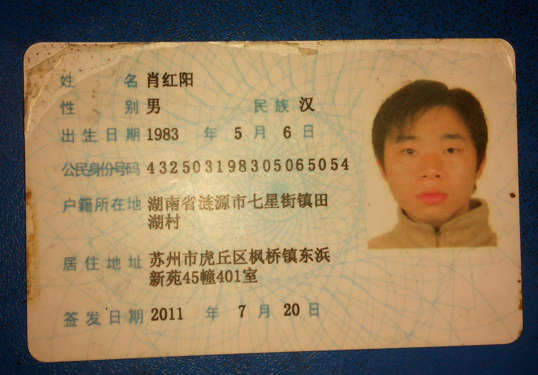 姓 名 肖红阳
性 别 男 民族 汉
出生日期 1983 年 5 月 6 日
公民身份号码 432503198305065054
户籍所在地 湖南省涟源市七星街镇田
湖村
居住地址 苏州市虎丘区枫桥镇东浜
新苑45幢401室
签发日期 2011 年 7 月 20 日